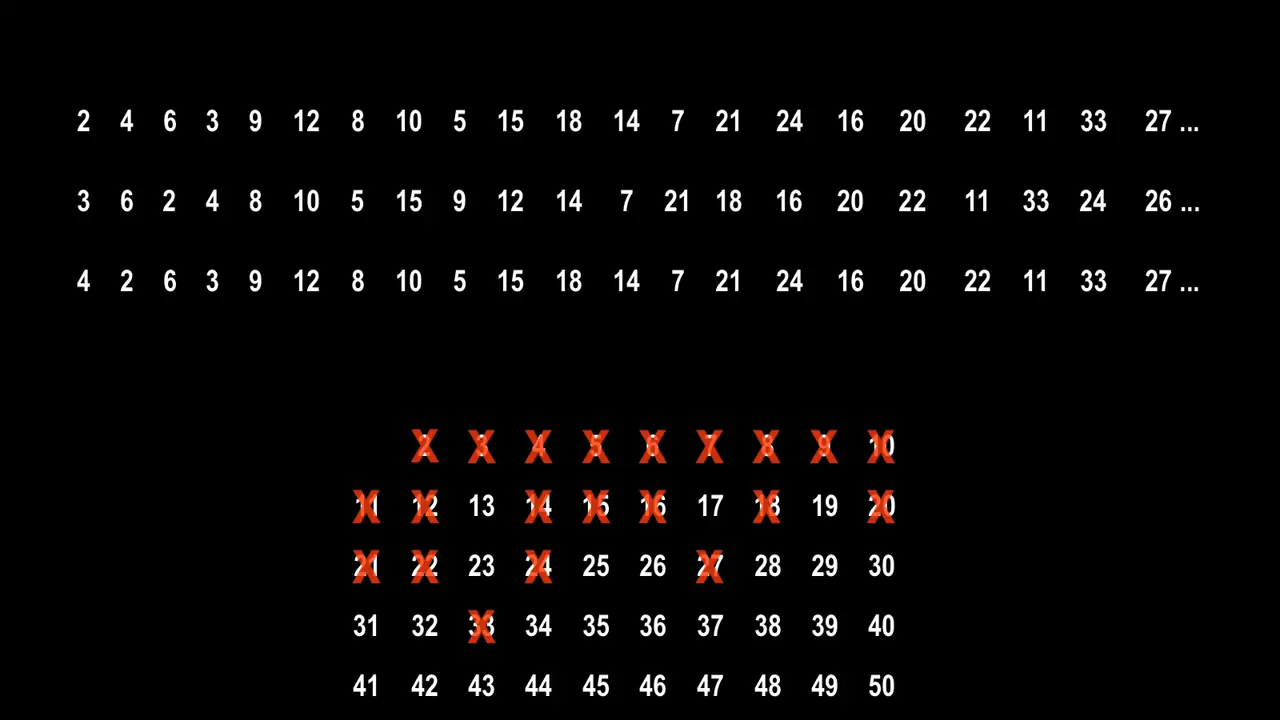 2 4 6 3 9 12 8 10 5 15 18 14 7 21 24 16 20 22 11 33 27 ...
3 6 2 4 8 10 5 15 9 12 14 7 21 18 16 20 22 11 33 24 26 ...
4 2 6 3 9 12 8 10 5 15 18 14 7 21 24 16 20 22 11 33 27 ...
2 3 4 5 6 7 8 9 10
11 12 13 14 15 16 17 18 19 20
21 22 23 24 25 26 27 28 29 30
31 32 33 34 35 36 37 38 39 40
41 42 43 44 45 46 47 48 49 50